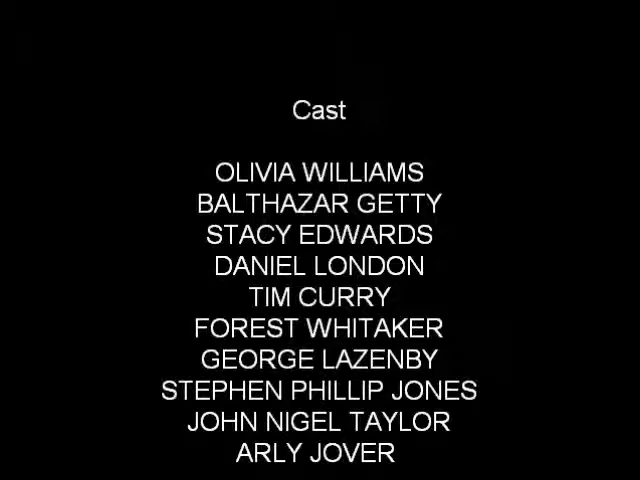 Cast
OLIVIA WILLIAMS
BALTHAZAR GETTY
STACY EDWARDS
DANIEL LONDON
TIM CURRY
FOREST WHITAKER
GEORGE LAZENBY
STEPHEN PHILLIP JONES
JOHN NIGEL TAYLOR
ARLY JOVER